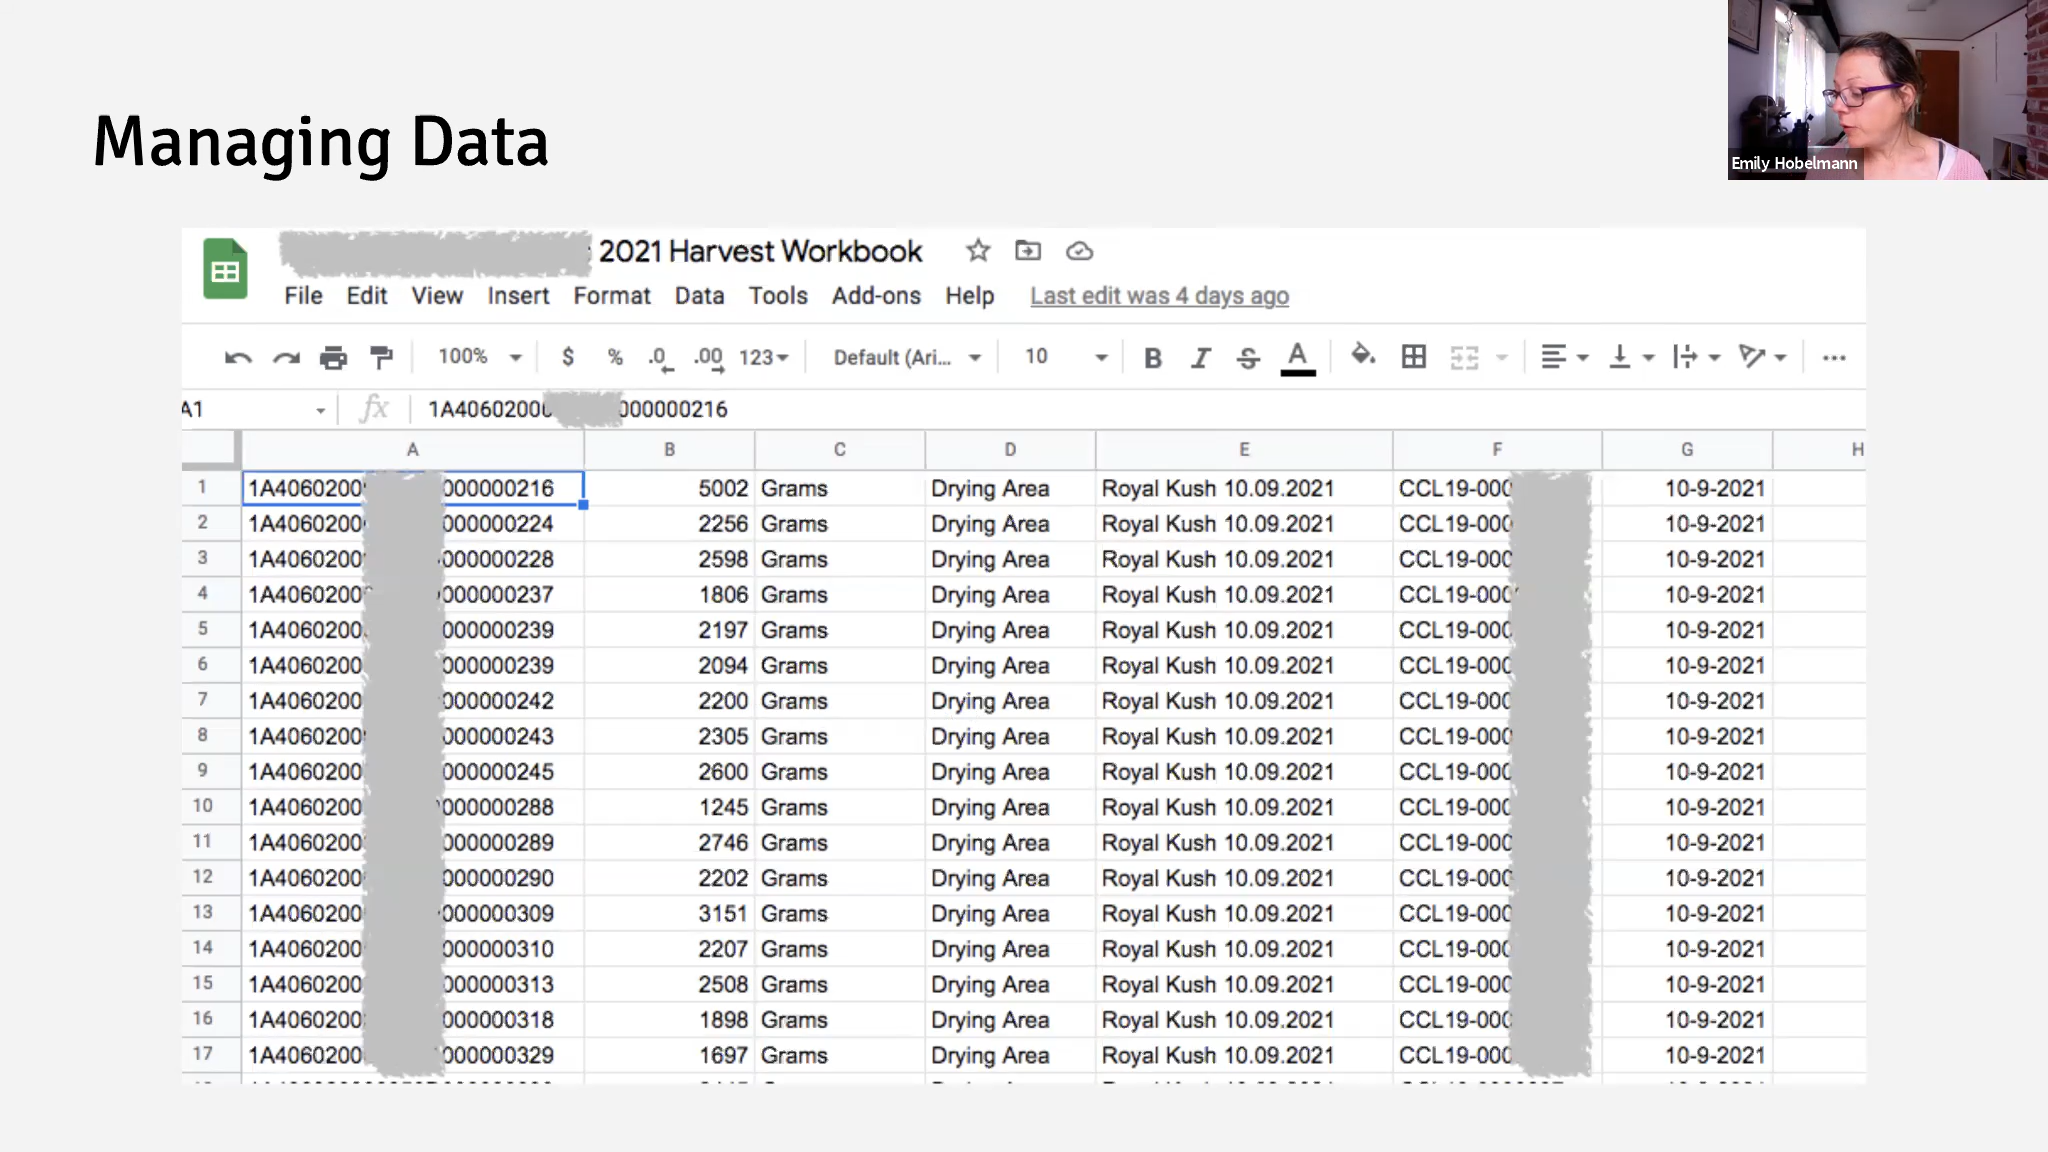 Managing Data
Emily Hobelmann
2021 Harvest Workbook
File Edit View Insert Format Data Tools Add-ons Help Last edit was 4 days ago
100% $ % .0 .00 123 Default (Ari... 10 B I S A ...
A1 fx 1A40602000 000000216
A B C D E F G H
1 1A4060200 000000216 5002 Grams Drying Area Royal Kush 10.09.2021 CCL19-000 10-9-2021
2 1A4060200 000000224 2256 Grams Drying Area Royal Kush 10.09.2021 CCL19-000 10-9-2021
3 1A4060200 000000228 2598 Grams Drying Area Royal Kush 10.09.2021 CCL19-000 10-9-2021
4 1A4060200 000000237 1806 Grams Drying Area Royal Kush 10.09.2021 CCL19-000 10-9-2021
5 1A4060200 000000239 2197 Grams Drying Area Royal Kush 10.09.2021 CCL19-000 10-9-2021
6 1A4060200 000000239 2094 Grams Drying Area Royal Kush 10.09.2021 CCL19-000 10-9-2021
7 1A4060200 000000242 2200 Grams Drying Area Royal Kush 10.09.2021 CCL19-000 10-9-2021
8 1A4060200 000000243 2305 Grams Drying Area Royal Kush 10.09.2021 CCL19-000 10-9-2021
9 1A4060200 000000245 2600 Grams Drying Area Royal Kush 10.09.2021 CCL19-000 10-9-2021
10 1A4060200 000000288 1245 Grams Drying Area Royal Kush 10.09.2021 CCL19-000 10-9-2021
11 1A4060200 000000289 2746 Grams Drying Area Royal Kush 10.09.2021 CCL19-000 10-9-2021
12 1A4060200 000000290 2202 Grams Drying Area Royal Kush 10.09.2021 CCL19-000 10-9-2021
13 1A4060200 000000309 3151 Grams Drying Area Royal Kush 10.09.2021 CCL19-000 10-9-2021
14 1A4060200 000000310 2207 Grams Drying Area Royal Kush 10.09.2021 CCL19-000 10-9-2021
15 1A4060200 000000313 2508 Grams Drying Area Royal Kush 10.09.2021 CCL19-000 10-9-2021
16 1A4060200 000000318 1898 Grams Drying Area Royal Kush 10.09.2021 CCL19-000 10-9-2021
17 1A4060200 000000329 1697 Grams Drying Area Royal Kush 10.09.2021 CCL19-000 10-9-2021